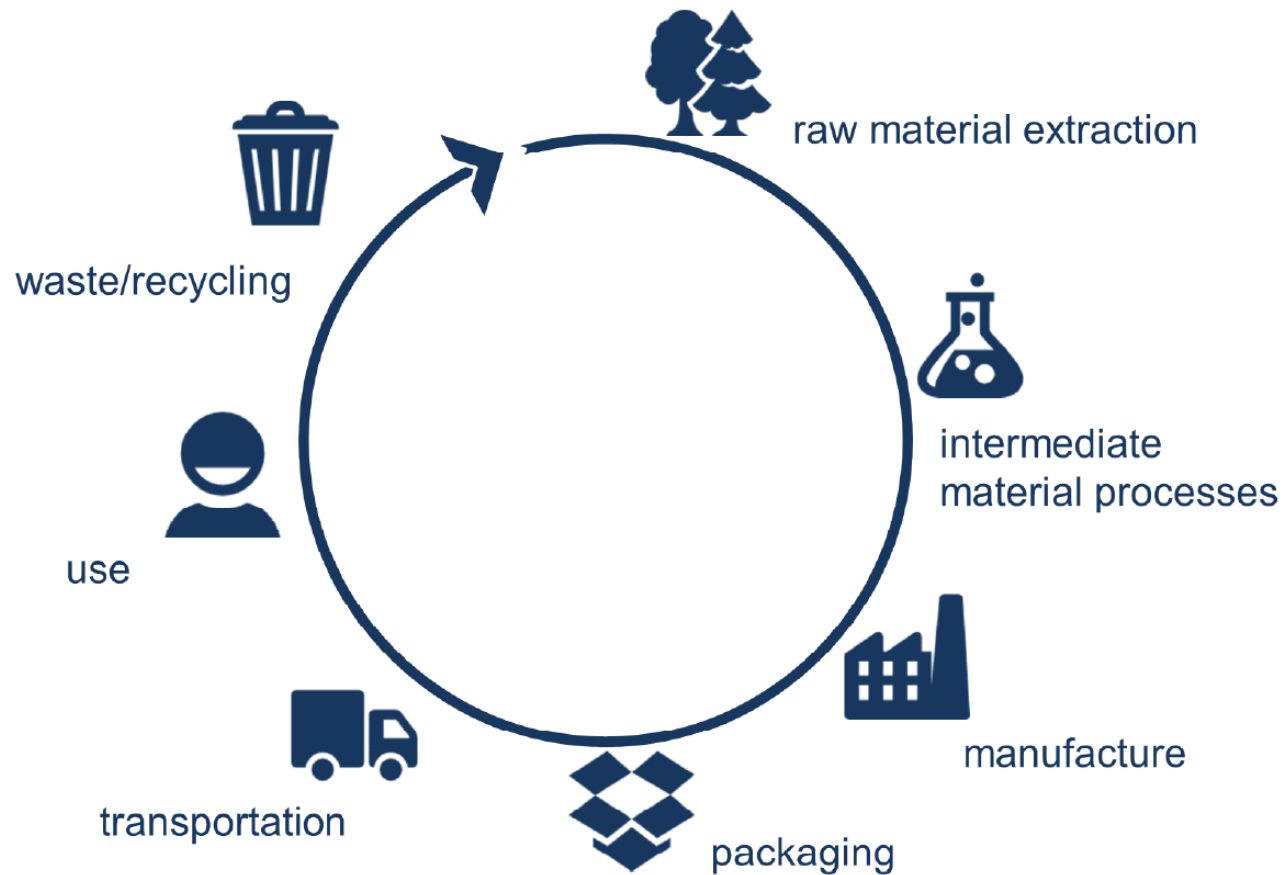 raw material extraction
intermediate
material processes
manufacture
packaging
transportation
use
waste/recycling